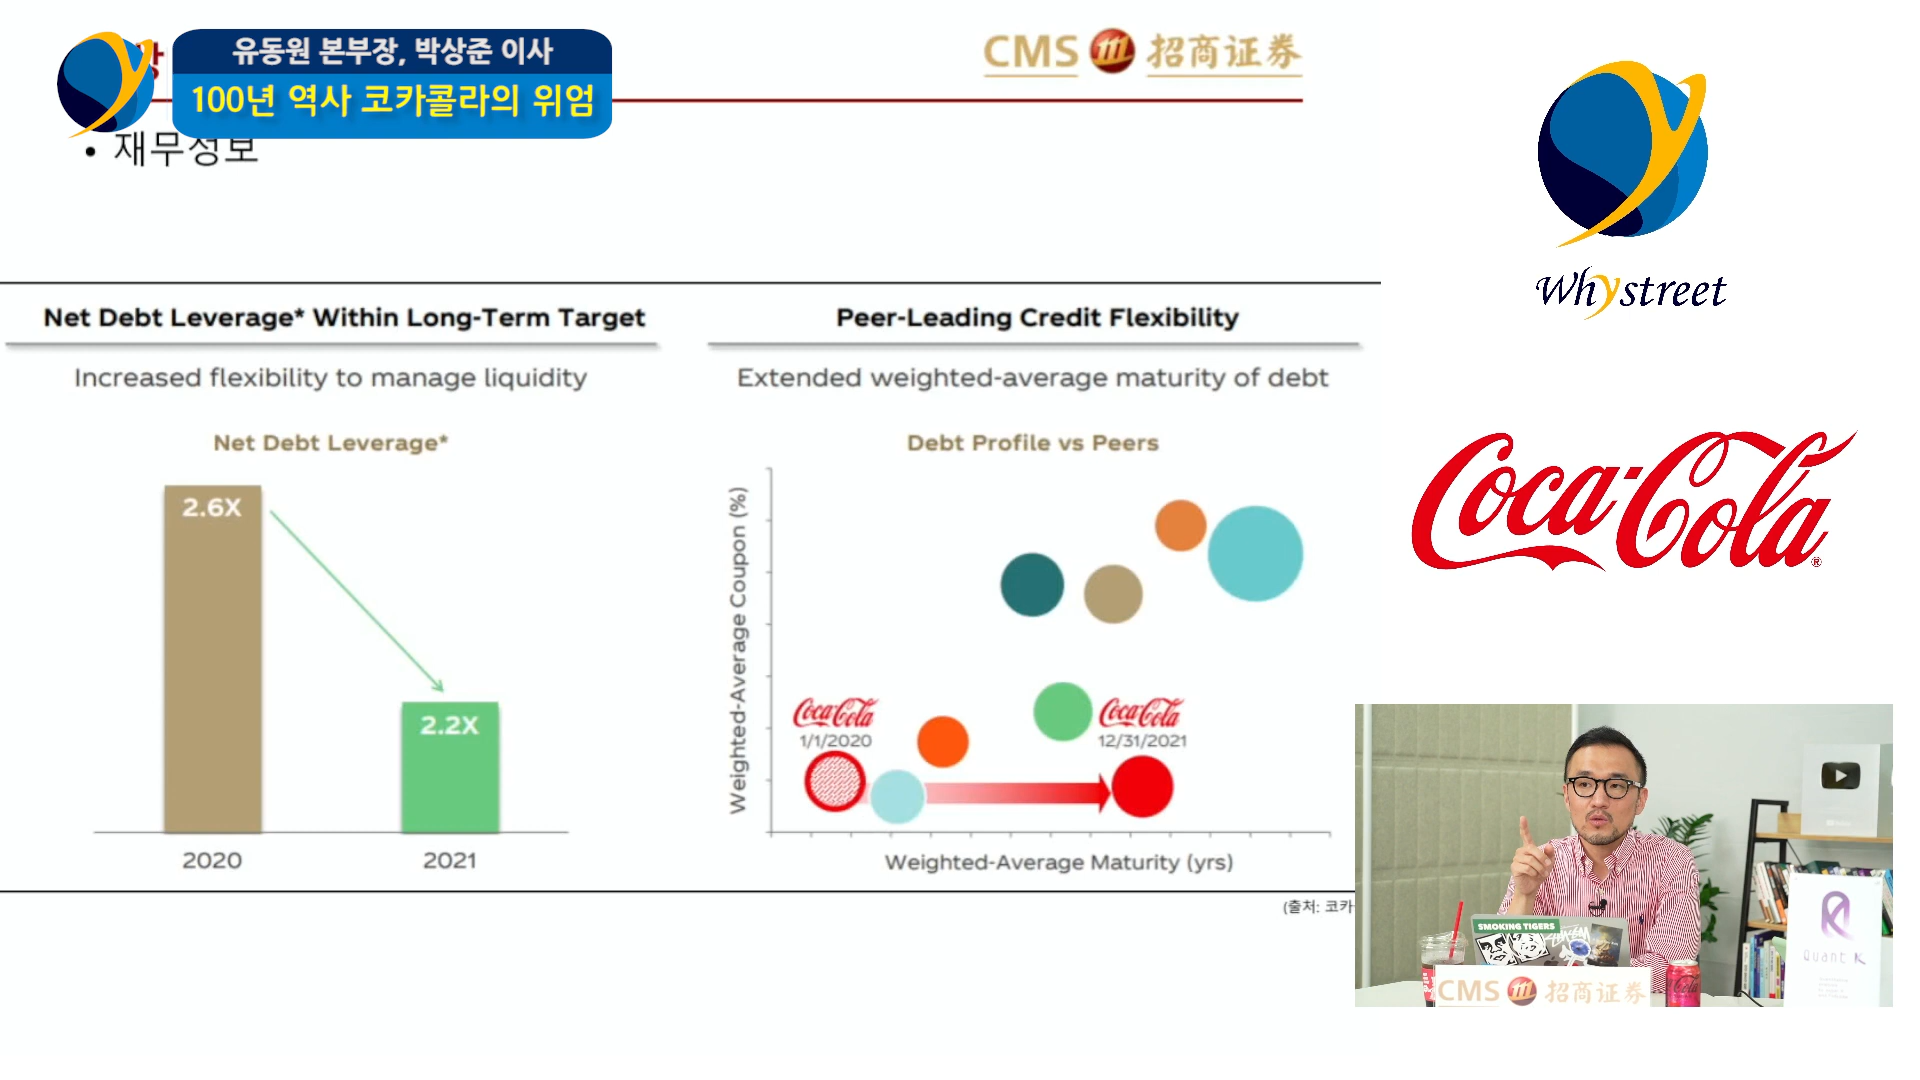 유동원 본부장, 박상준 이사
100년 역사 코카콜라의 위엄
CMS 招商证券
• 재무정보
Net Debt Leverage* Within Long-Term Target
Increased flexibility to manage liquidity
Net Debt Leverage*
2.6X
2.2X
2020
2021
Peer-Leading Credit Flexibility
Extended weighted-average maturity of debt
Debt Profile vs Peers
Weighted-Average Coupon (%)
Coca-Cola
1/1/2020
Coca-Cola
12/31/2021
Weighted-Average Maturity (yrs)
(출처: 코카
Whystreet
Coca-Cola®
SMOKING TIGERS
CMS 招商证券
Quant K